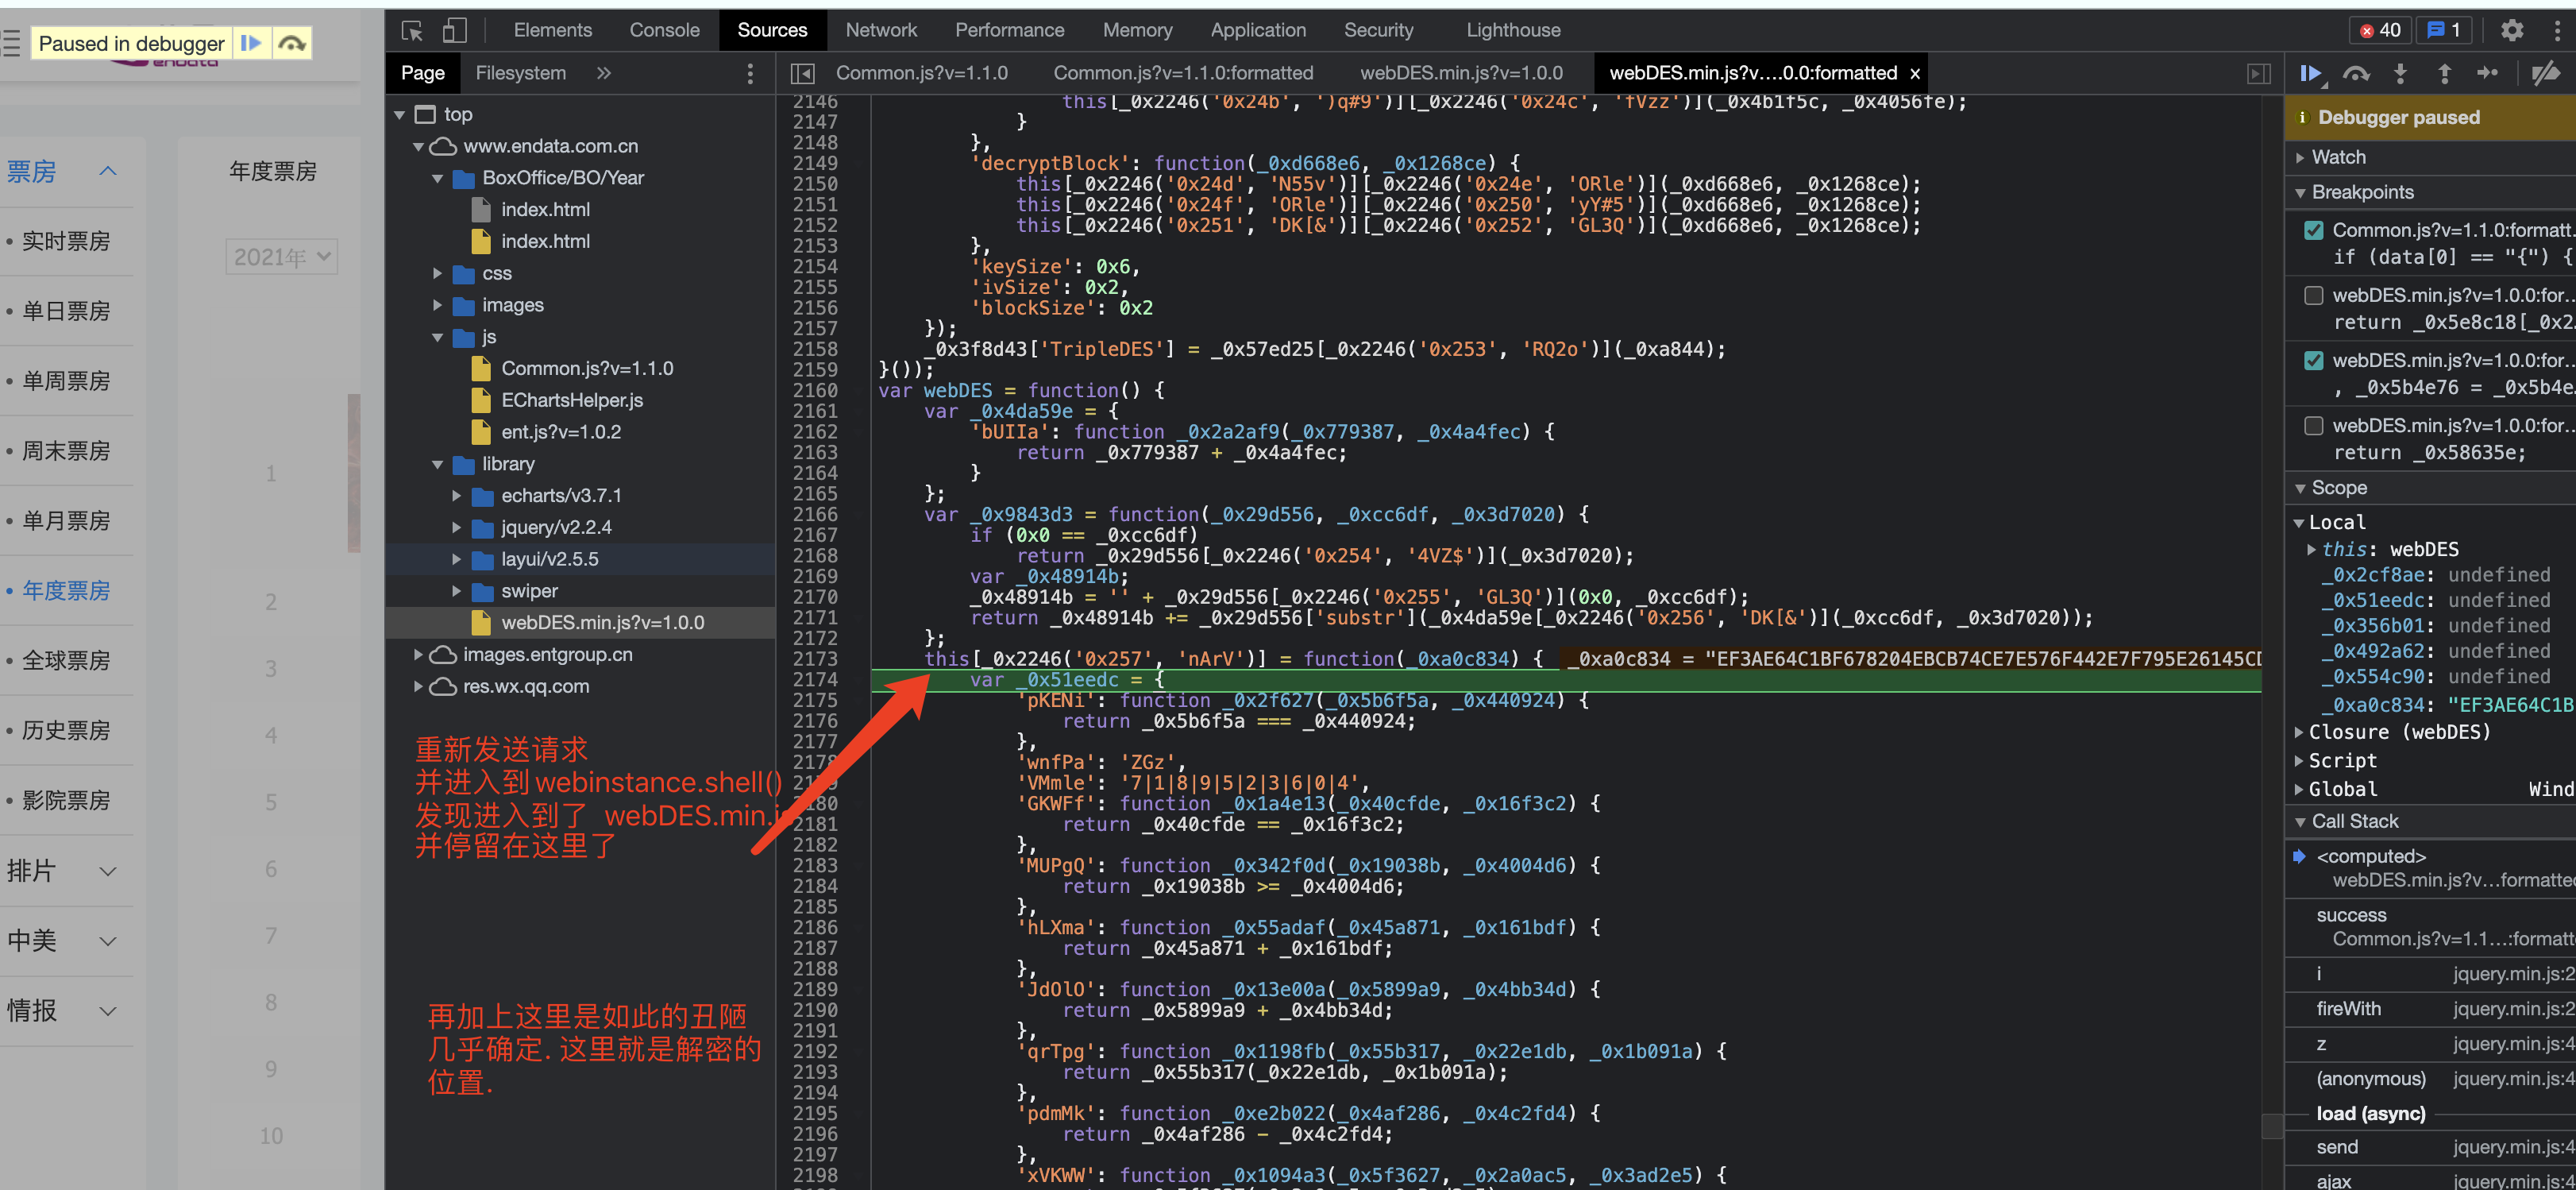 Paused in debugger
endata
票房
实时票房
单日票房
单周票房
周末票房
单月票房
年度票房
全球票房
历史票房
影院票房
排片
中美
情报
年度票房
2021年
1
2
3
4
5
6
7
8
9
10
Elements Console Sources Network Performance Memory Application Security Lighthouse
40 1
Page Filesystem »
top
www.endata.com.cn
BoxOffice/BO/Year
index.html
index.html
css
images
js
Common.js?v=1.1.0
EChartsHelper.js
ent.js?v=1.0.2
library
echarts/v3.7.1
jquery/v2.2.4
layui/v2.5.5
swiper
webDES.min.js?v=1.0.0
images.entgroup.cn
res.wx.qq.com
重新发送请求
并进入到 webinstance.shell()
发现进入到了 webDES.min.js
并停留在这里了
再加上这里是如此的丑陋
几乎确定. 这里就是解密的
位置.
Common.js?v=1.1.0 Common.js?v=1.1.0:formatted webDES.min.js?v=1.0.0 webDES.min.js?v....0.0:formatted ×
2146 this[_0x2246('0x24b', ')q#9')][_0x2246('0x24c', 'fVzz')](_0x4b1f5c, _0x4056fe);
2147 }
2148 },
2149 'decryptBlock': function(_0xd668e6, _0x1268ce) {
2150 this[_0x2246('0x24d', 'N55v')][_0x2246('0x24e', 'ORle')](_0xd668e6, _0x1268ce);
2151 this[_0x2246('0x24f', 'ORle')][_0x2246('0x250', 'yY#5')](_0xd668e6, _0x1268ce);
2152 this[_0x2246('0x251', 'DK[&')][_0x2246('0x252', 'GL3Q')](_0xd668e6, _0x1268ce);
2153 },
2154 'keySize': 0x6,
2155 'ivSize': 0x2,
2156 'blockSize': 0x2
2157 });
2158 _0x3f8d43['TripleDES'] = _0x57ed25[_0x2246('0x253', 'RQ2o')](_0xa844);
2159 }());
2160 var webDES = function() {
2161 var _0x4da59e = {
2162 'bUIIa': function _0x2a2af9(_0x779387, _0x4a4fec) {
2163 return _0x779387 + _0x4a4fec;
2164 }
2165 };
2166 var _0x9843d3 = function(_0x29d556, _0xcc6df, _0x3d7020) {
2167 if (0x0 == _0xcc6df)
2168 return _0x29d556[_0x2246('0x254', '4VZ$')](_0x3d7020);
2169 var _0x48914b;
2170 _0x48914b = '' + _0x29d556[_0x2246('0x255', 'GL3Q')](0x0, _0xcc6df);
2171 return _0x48914b += _0x29d556['substr'](_0x4da59e[_0x2246('0x256', 'DK[&')](_0xcc6df, _0x3d7020));
2172 };
2173 this[_0x2246('0x257', 'nArV')] = function(_0xa0c834) { _0xa0c834 = "EF3AE64C1BF678204EBCB74CE7E576F442E7F795E26145CD
2174 var _0x51eedc = {
2175 'pKENi': function _0x2f627(_0x5b6f5a, _0x440924) {
2176 return _0x5b6f5a === _0x440924;
2177 },
2178 'wnfPa': 'ZGz',
2179 'VMmle': '7|1|8|9|5|2|3|6|0|4',
2180 'GKWFf': function _0x1a4e13(_0x40cfde, _0x16f3c2) {
2181 return _0x40cfde == _0x16f3c2;
2182 },
2183 'MUPgQ': function _0x342f0d(_0x19038b, _0x4004d6) {
2184 return _0x19038b >= _0x4004d6;
2185 },
2186 'hLXma': function _0x55adaf(_0x45a871, _0x161bdf) {
2187 return _0x45a871 + _0x161bdf;
2188 },
2189 'JdOlO': function _0x13e00a(_0x5899a9, _0x4bb34d) {
2190 return _0x5899a9 + _0x4bb34d;
2191 },
2192 'qrTpg': function _0x1198fb(_0x55b317, _0x22e1db, _0x1b091a) {
2193 return _0x55b317(_0x22e1db, _0x1b091a);
2194 },
2195 'pdmMk': function _0xe2b022(_0x4af286, _0x4c2fd4) {
2196 return _0x4af286 - _0x4c2fd4;
2197 },
2198 'xVKWW': function _0x1094a3(_0x5f3627, _0x2a0ac5, _0x3ad2e5) {
Debugger paused
Watch
Breakpoints
Common.js?v=1.1.0:formatt...
if (data[0] == "{") {
webDES.min.js?v=1.0.0:for...
return _0x5e8c18[_0x2...
webDES.min.js?v=1.0.0:for...
, _0x5b4e76 = _0x5b4e...
webDES.min.js?v=1.0.0:for...
return _0x58635e;
Scope
Local
this: webDES
_0x2cf8ae: undefined
_0x51eedc: undefined
_0x356b01: undefined
_0x492a62: undefined
_0x554c90: undefined
_0xa0c834: "EF3AE64C1B
Closure (webDES)
Script
Global Wind
Call Stack
<computed>
webDES.min.js?v...formatted
success
Common.js?v=1.1...:formatt
i jquery.min.js:2
fireWith jquery.min.js:2
z jquery.min.js:4
(anonymous) jquery.min.js:4
load (async)
send jquery.min.js:4
ajax jquery.min.js:4